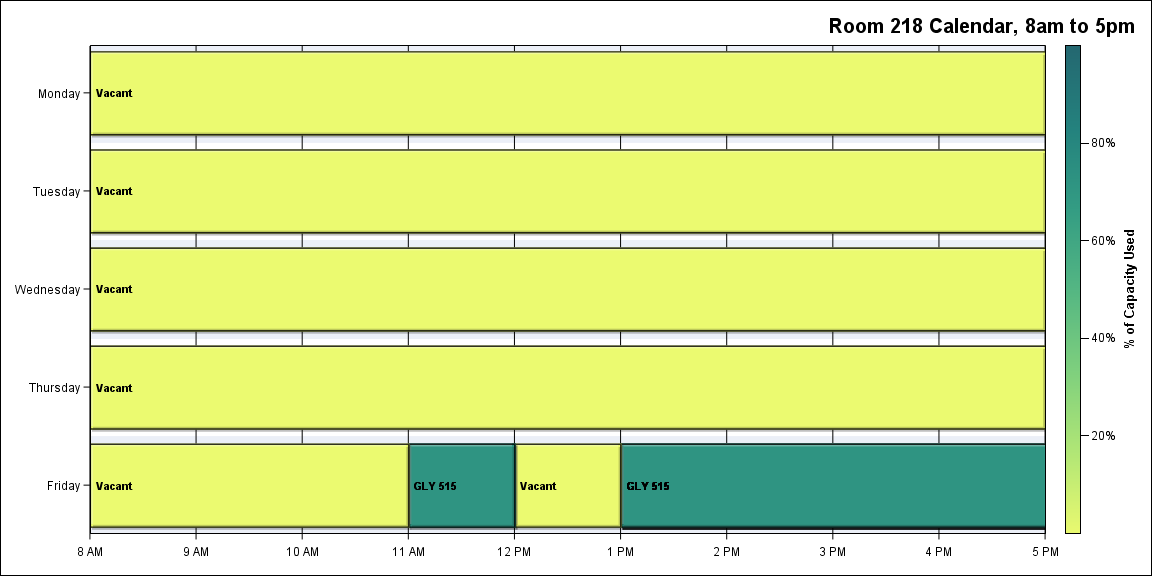 Room 218 Calendar, 8am to 5pm
Monday
Vacant
Tuesday
Vacant
Wednesday
Vacant
Thursday
Vacant
Friday
Vacant
GLY 515
Vacant
GLY 515
8 AM
9 AM
10 AM
11 AM
12 PM
1 PM
2 PM
3 PM
4 PM
5 PM
80%
60%
40%
20%
% of Capacity Used